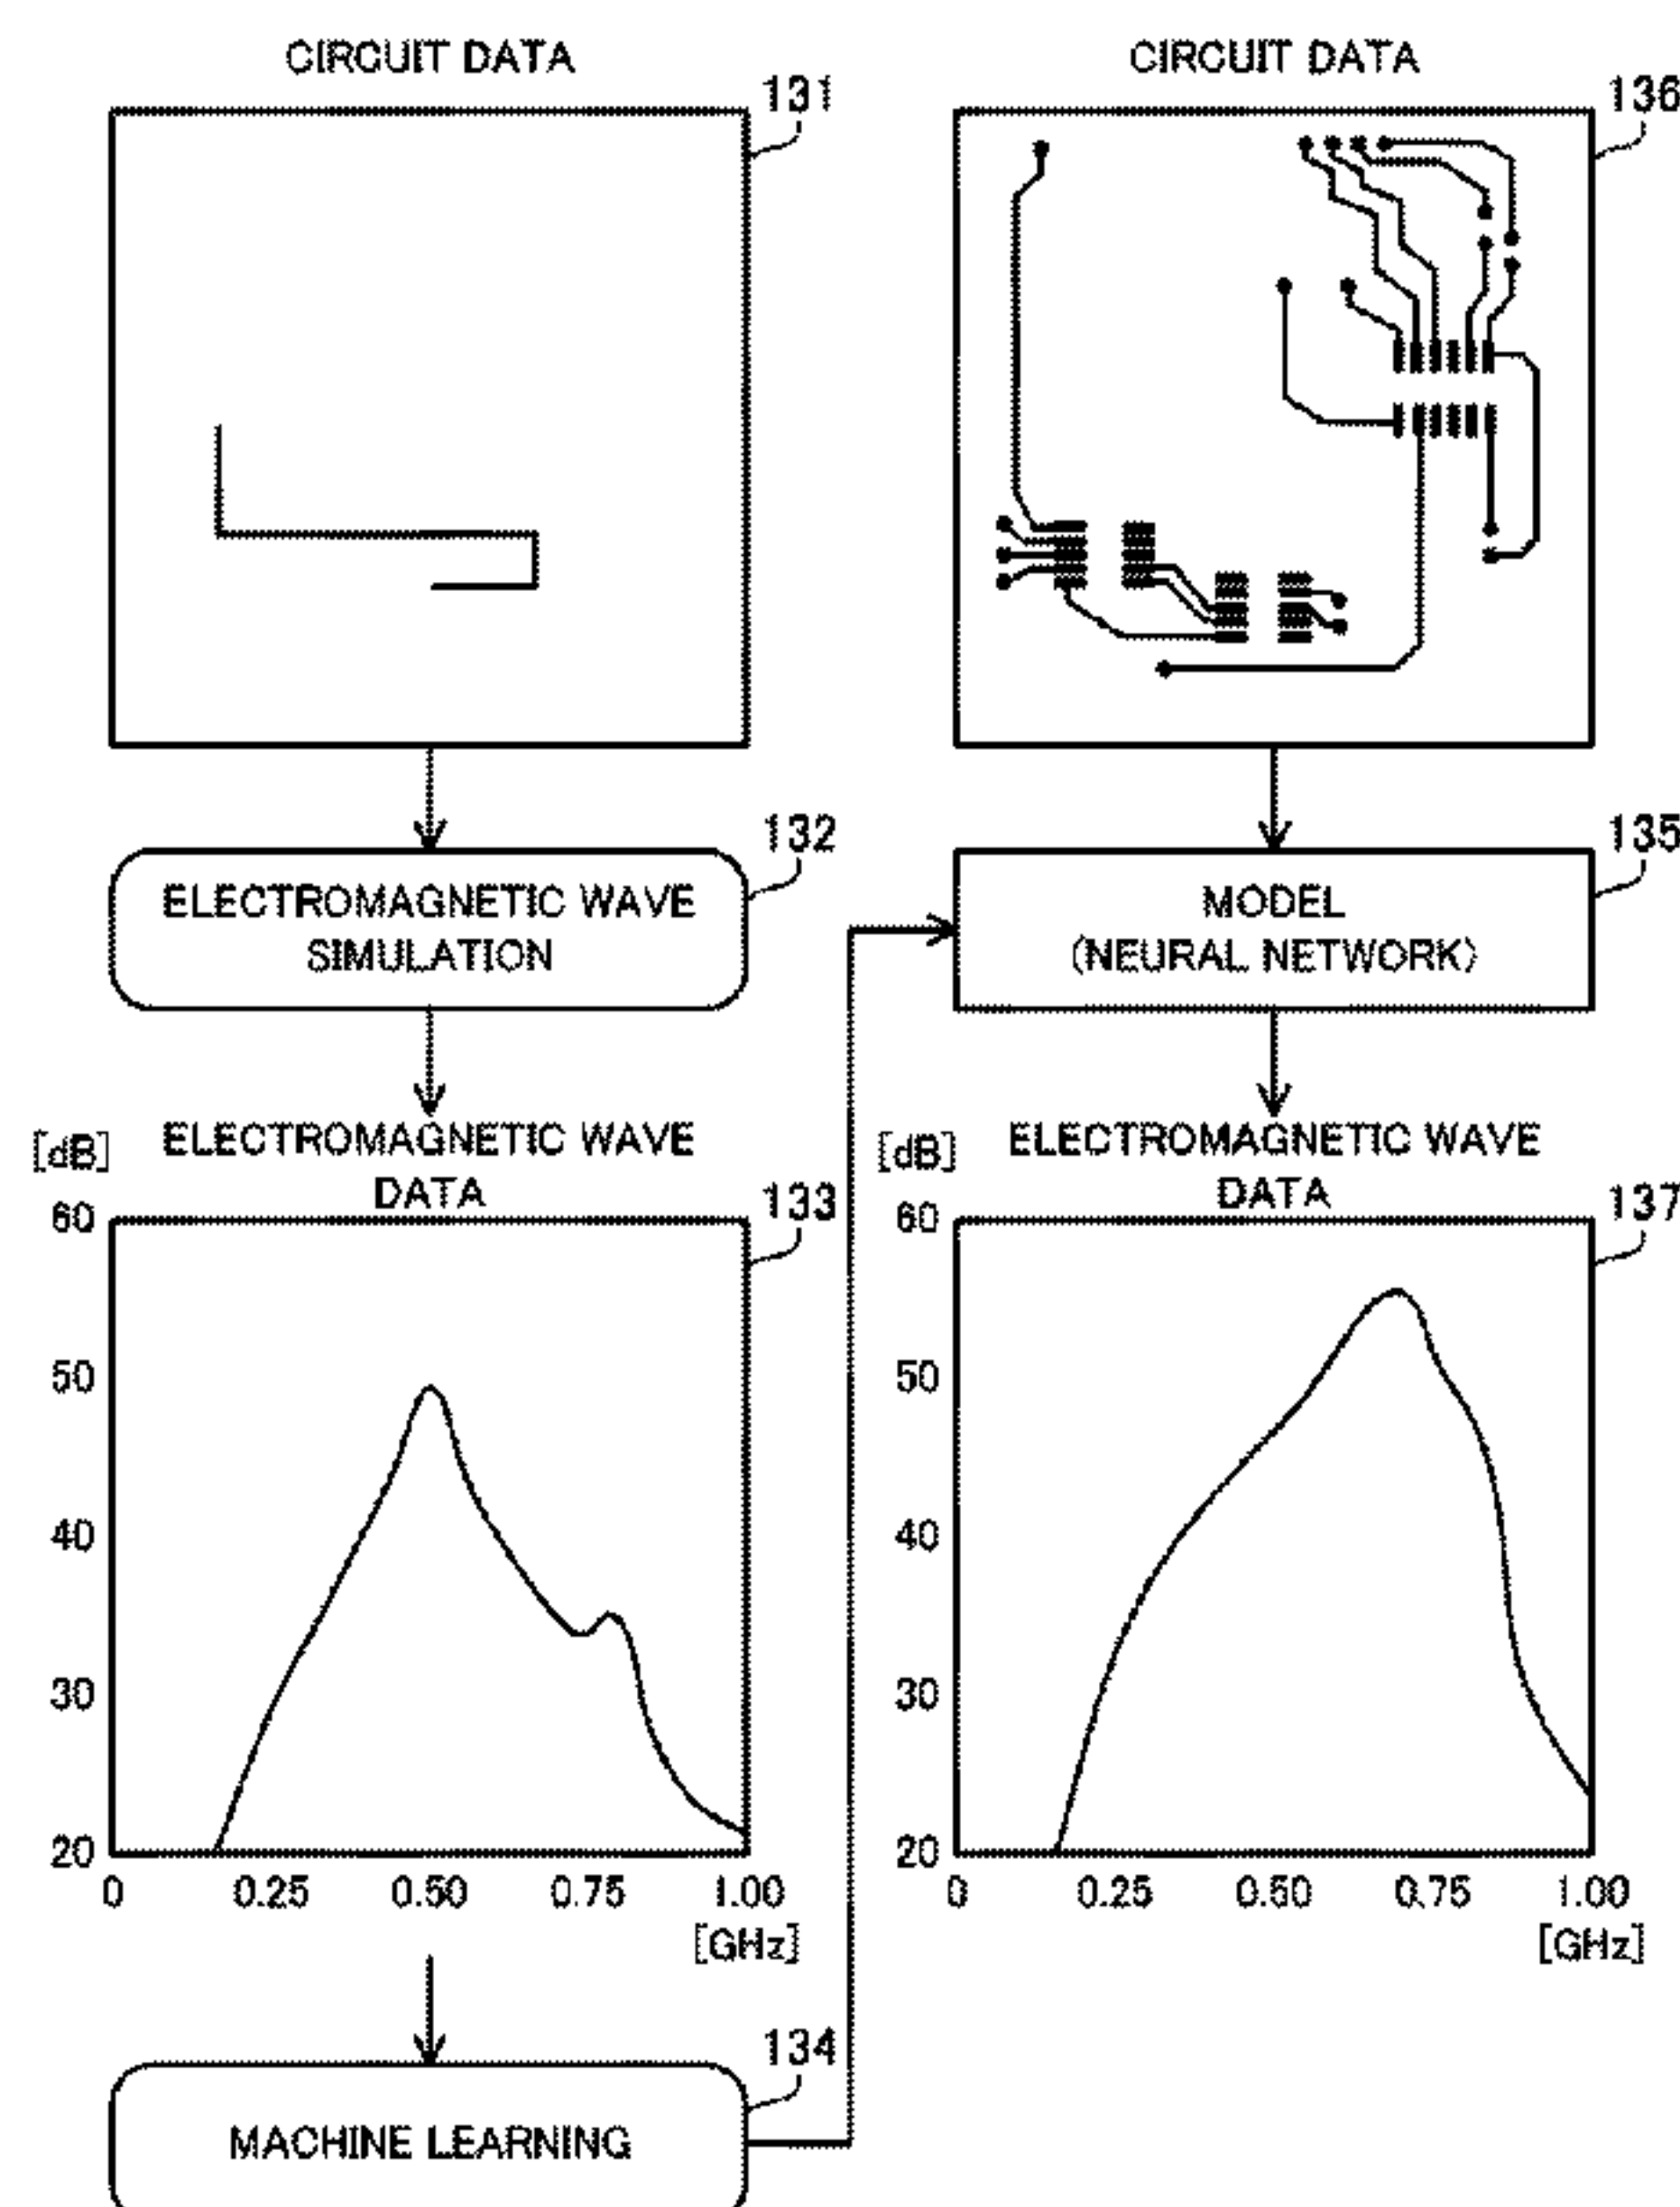 CIRCUIT DATA
131
132
ELECTROMAGNETIC WAVE
SIMULATION
ELECTROMAGNETIC WAVE
DATA
133
[dB]
60
50
40
30
20
0 0.25 0.50 0.75 1.00
[GHz]
134
MACHINE LEARNING
CIRCUIT DATA
136
135
MODEL
(NEURAL NETWORK)
ELECTROMAGNETIC WAVE
DATA
137
[dB]
60
50
40
30
20
0 0.25 0.50 0.75 1.00
[GHz]